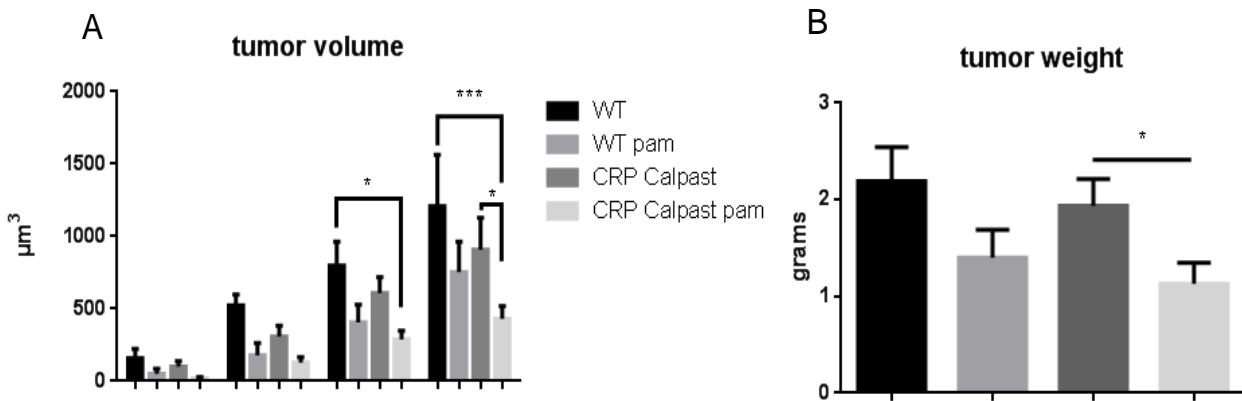 A
tumor volume
µm³
2000
1500
1000
500
0
*
***
*
WT
WT pam
CRP Calpast
CRP Calpast pam
B
tumor weight
grams
3
2
1
0
*